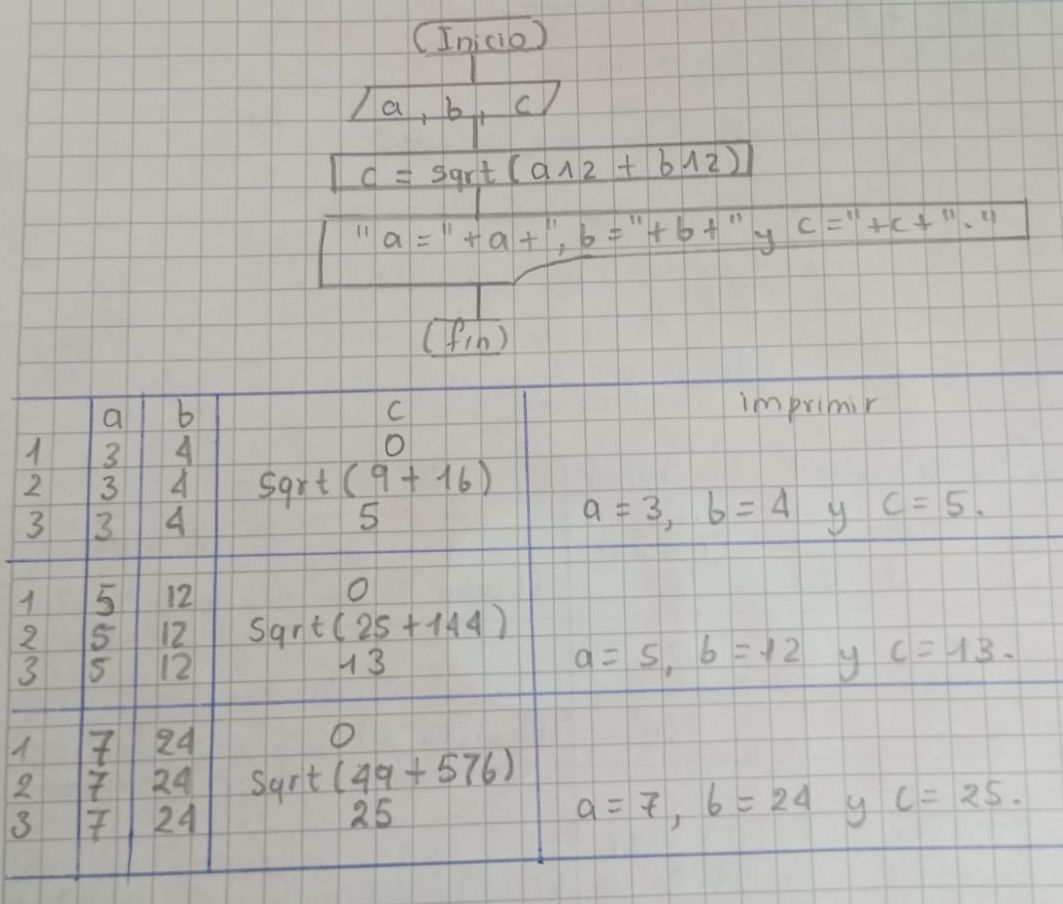 (Inicio)
a, b, c
c = sqrt(a^2 + b^2)
"a="+a+", b="+b+" y c="+c+"."
(fin)
a b c imprimir
1 3 4 0
2 3 4 sqrt(9+16)
3 3 4 5 a=3, b=4 y c=5.
1 5 12 0
2 5 12 sqrt(25+144)
3 5 12 13 a=5, b=12 y c=13.
1 7 24 0
2 7 24 sqrt(49+576)
3 7 24 25 a=7, b=24 y c=25.